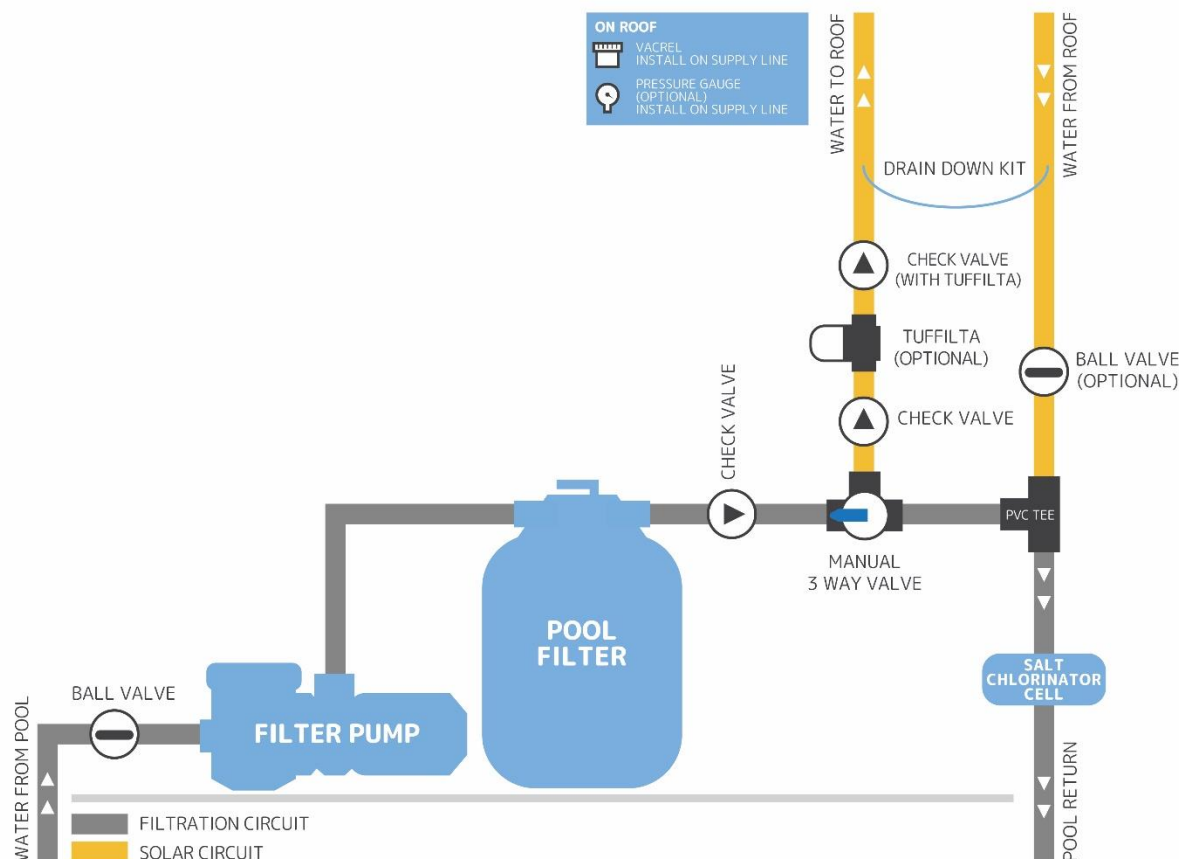 ON ROOF
VACREL
INSTALL ON SUPPLY LINE
PRESSURE GAUGE
(OPTIONAL)
INSTALL ON SUPPLY LINE
WATER TO ROOF
WATER FROM ROOF
DRAIN DOWN KIT
CHECK VALVE
(WITH TUFFILTA)
TUFFILTA
(OPTIONAL)
BALL VALVE
(OPTIONAL)
CHECK VALVE
CHECK VALVE
PVC TEE
MANUAL
3 WAY VALVE
POOL
FILTER
SALT
CHLORINATOR
CELL
BALL VALVE
FILTER PUMP
WATER FROM POOL
POOL RETURN
FILTRATION CIRCUIT
SOLAR CIRCUIT